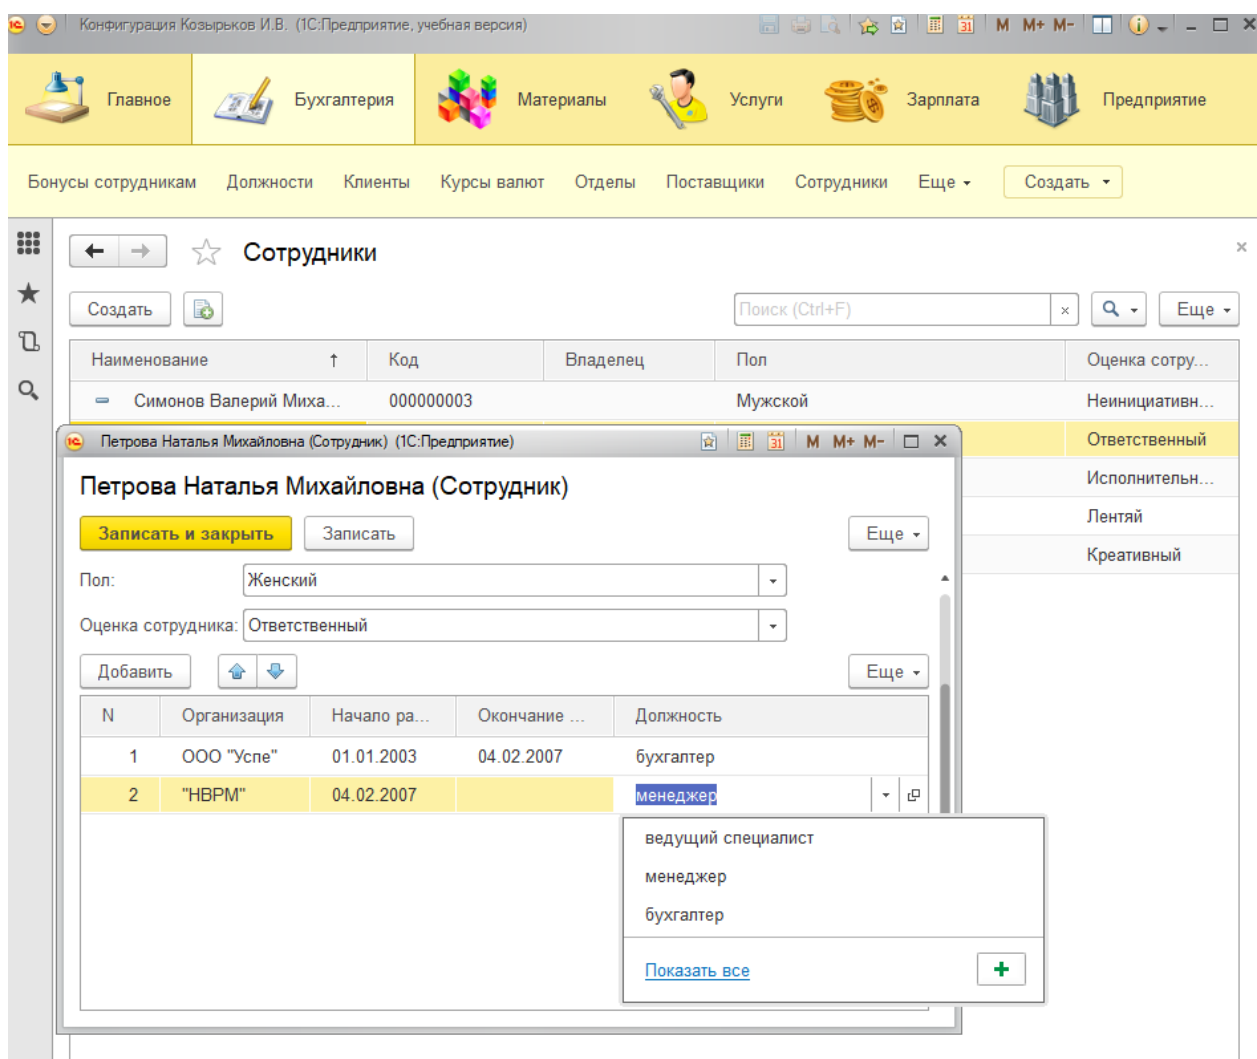 Конфигурация Козырьков И.В. (1С:Предприятие, учебная версия) 31 M M+ M-
Главное Бухгалтерия Материалы Услуги Зарплата Предприятие
Бонусы сотрудникам Должности Клиенты Курсы валют Отделы Поставщики Сотрудники Еще Создать
Сотрудники
Создать Поиск (Ctrl+F) × Еще
Наименование ↑ Код Владелец Пол Оценка сотру...
Симонов Валерий Миха... 000000003 Мужской Неинициативн...
Петрова Наталья Михайловна (Сотрудник) (1С:Предприятие) 31 M M+ M- Ответственный
Петрова Наталья Михайловна (Сотрудник) Исполнительн...
Записать и закрыть Записать Еще Лентяй
Креативный
Пол: Женский
Оценка сотрудника: Ответственный
Добавить Еще
N Организация Начало ра... Окончание ... Должность
1 ООО "Успе" 01.01.2003 04.02.2007 бухгалтер
2 "НВРМ" 04.02.2007 менеджер
ведущий специалист
менеджер
бухгалтер
Показать все